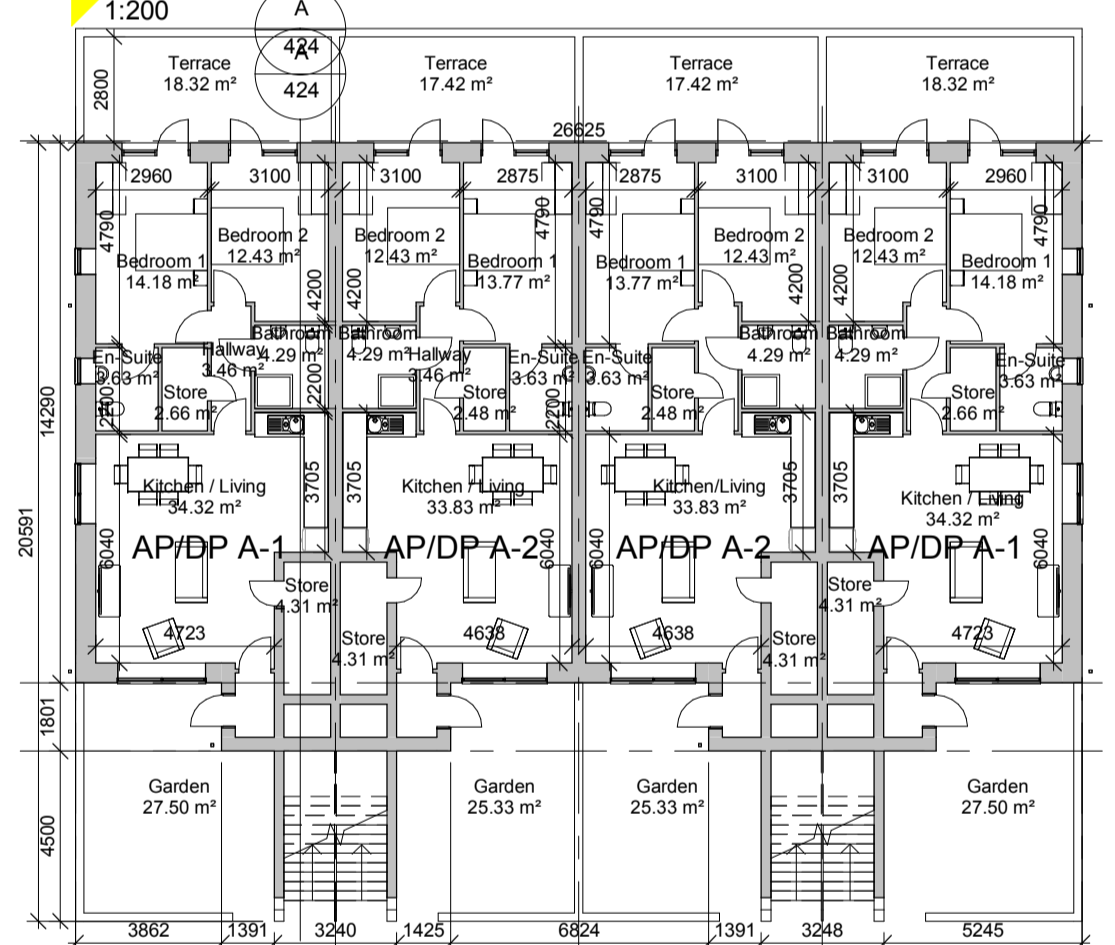 1:200
A
424
A
424
Terrace
18.32 m²
Terrace
17.42 m²
Terrace
17.42 m²
Terrace
18.32 m²
2800
26625
2960
3100
3100
2875
2875
3100
3100
2960
4790
4790
4790
4790
Bedroom 1
14.18 m²
Bedroom 2
12.43 m²
Bedroom 2
12.43 m²
Bedroom 1
13.77 m²
Bedroom 1
13.77 m²
Bedroom 2
12.43 m²
Bedroom 2
12.43 m²
Bedroom 1
14.18 m²
4200
4200
4200
4200
En-Suite
3.63 m²
Hallway
3.46 m²
Bathroom
4.29 m²
Bathroom
4.29 m²
Hallway
3.46 m²
En-Suite
3.63 m²
En-Suite
3.63 m²
Bathroom
4.29 m²
Bathroom
4.29 m²
En-Suite
3.63 m²
Store
2.66 m²
Store
2.48 m²
Store
2.48 m²
Store
2.66 m²
2200
2200
2200
14290
20591
Kitchen / Living
34.32 m²
Kitchen / Living
33.83 m²
Kitchen/Living
33.83 m²
Kitchen / Living
34.32 m²
3705
3705
3705
3705
AP/DP A-1
AP/DP A-2
AP/DP A-2
AP/DP A-1
6040
6040
6040
6040
Store
4.31 m²
Store
4.31 m²
Store
4.31 m²
Store
4.31 m²
4723
4638
4638
4723
1801
4500
Garden
27.50 m²
Garden
25.33 m²
Garden
25.33 m²
Garden
27.50 m²
3862
1391
3240
1425
6824
1391
3248
5245